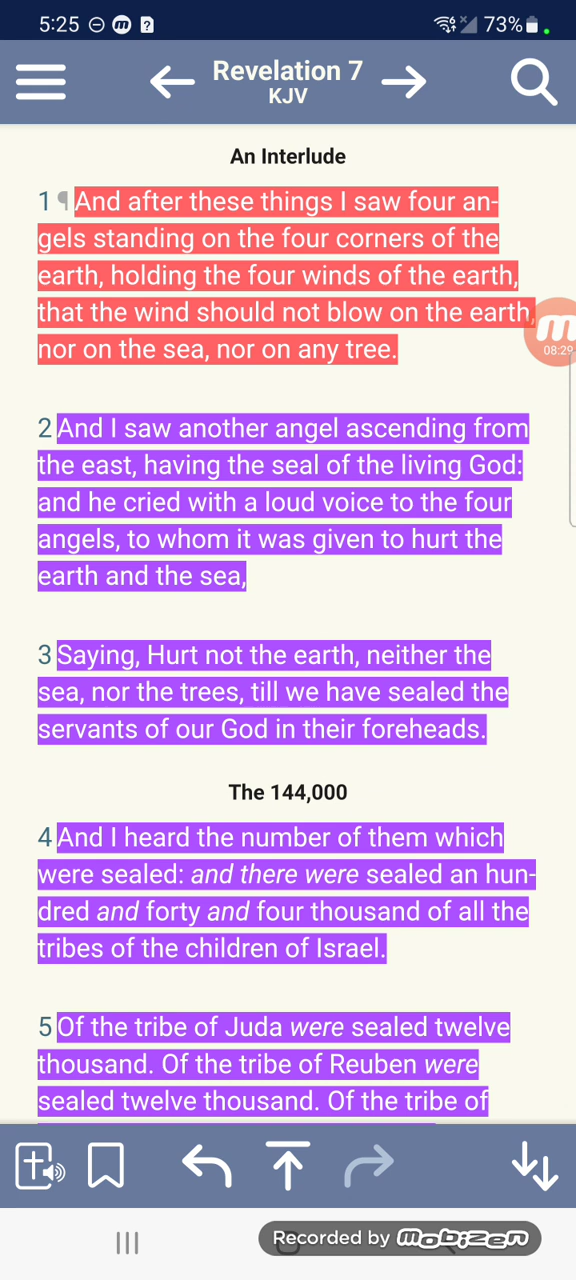 5:25 73%
Revelation 7
KJV
An Interlude
1 ¶ And after these things I saw four an-
gels standing on the four corners of the
earth, holding the four winds of the earth,
that the wind should not blow on the earth,
nor on the sea, nor on any tree.
08:29
2 And I saw another angel ascending from
the east, having the seal of the living God:
and he cried with a loud voice to the four
angels, to whom it was given to hurt the
earth and the sea,
3 Saying, Hurt not the earth, neither the
sea, nor the trees, till we have sealed the
servants of our God in their foreheads.
The 144,000
4 And I heard the number of them which
were sealed: and there were sealed an hun-
dred and forty and four thousand of all the
tribes of the children of Israel.
5 Of the tribe of Juda were sealed twelve
thousand. Of the tribe of Reuben were
sealed twelve thousand. Of the tribe of
Recorded by mobizen